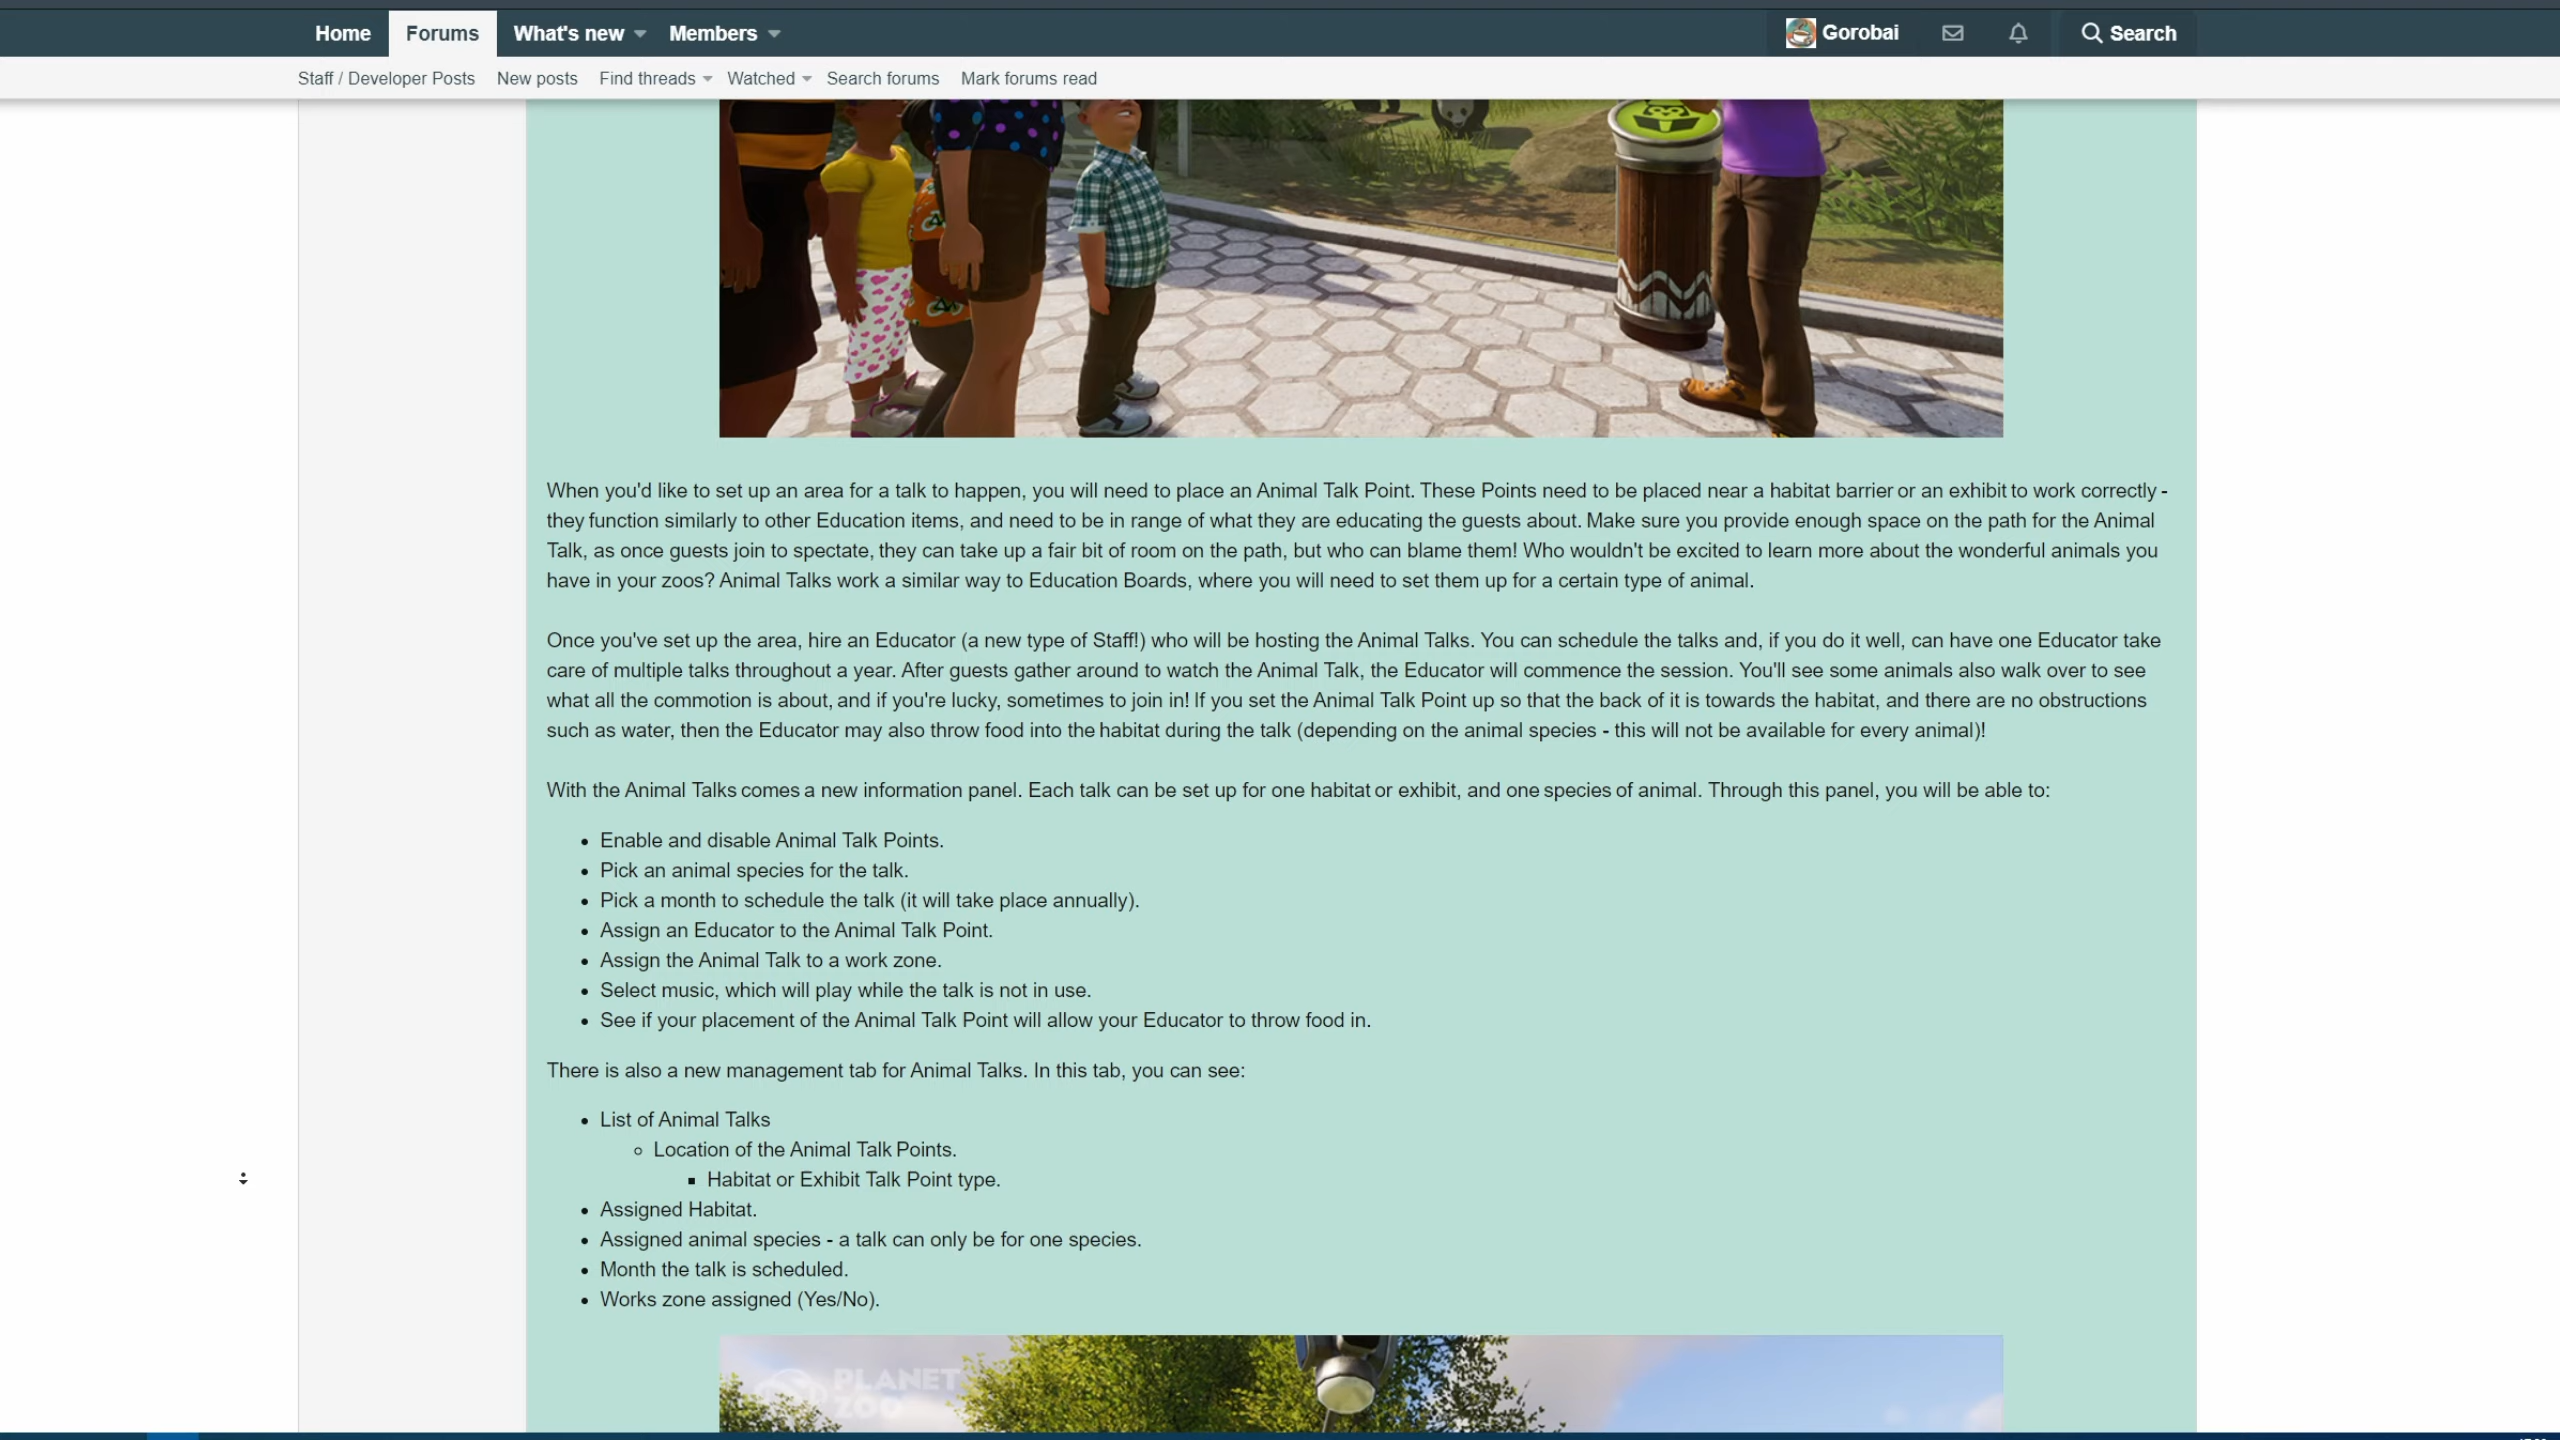 Home Forums What's new Members Gorobai Search
Staff / Developer Posts New posts Find threads Watched Search forums Mark forums read
When you'd like to set up an area for a talk to happen, you will need to place an Animal Talk Point. These Points need to be placed near a habitat barrier or an exhibit to work correctly -
they function similarly to other Education items, and need to be in range of what they are educating the guests about. Make sure you provide enough space on the path for the Animal
Talk, as once guests join to spectate, they can take up a fair bit of room on the path, but who can blame them! Who wouldn't be excited to learn more about the wonderful animals you
have in your zoos? Animal Talks work a similar way to Education Boards, where you will need to set them up for a certain type of animal.
Once you've set up the area, hire an Educator (a new type of Staff!) who will be hosting the Animal Talks. You can schedule the talks and, if you do it well, can have one Educator take
care of multiple talks throughout a year. After guests gather around to watch the Animal Talk, the Educator will commence the session. You'll see some animals also walk over to see
what all the commotion is about, and if you're lucky, sometimes to join in! If you set the Animal Talk Point up so that the back of it is towards the habitat, and there are no obstructions
such as water, then the Educator may also throw food into the habitat during the talk (depending on the animal species - this will not be available for every animal)!
With the Animal Talks comes a new information panel. Each talk can be set up for one habitat or exhibit, and one species of animal. Through this panel, you will be able to:
• Enable and disable Animal Talk Points.
• Pick an animal species for the talk.
• Pick a month to schedule the talk (it will take place annually).
• Assign an Educator to the Animal Talk Point.
• Assign the Animal Talk to a work zone.
• Select music, which will play while the talk is not in use.
• See if your placement of the Animal Talk Point will allow your Educator to throw food in.
There is also a new management tab for Animal Talks. In this tab, you can see:
• List of Animal Talks
◦ Location of the Animal Talk Points.
▪ Habitat or Exhibit Talk Point type.
• Assigned Habitat.
• Assigned animal species - a talk can only be for one species.
• Month the talk is scheduled.
• Works zone assigned (Yes/No).
PLANET
ZOO